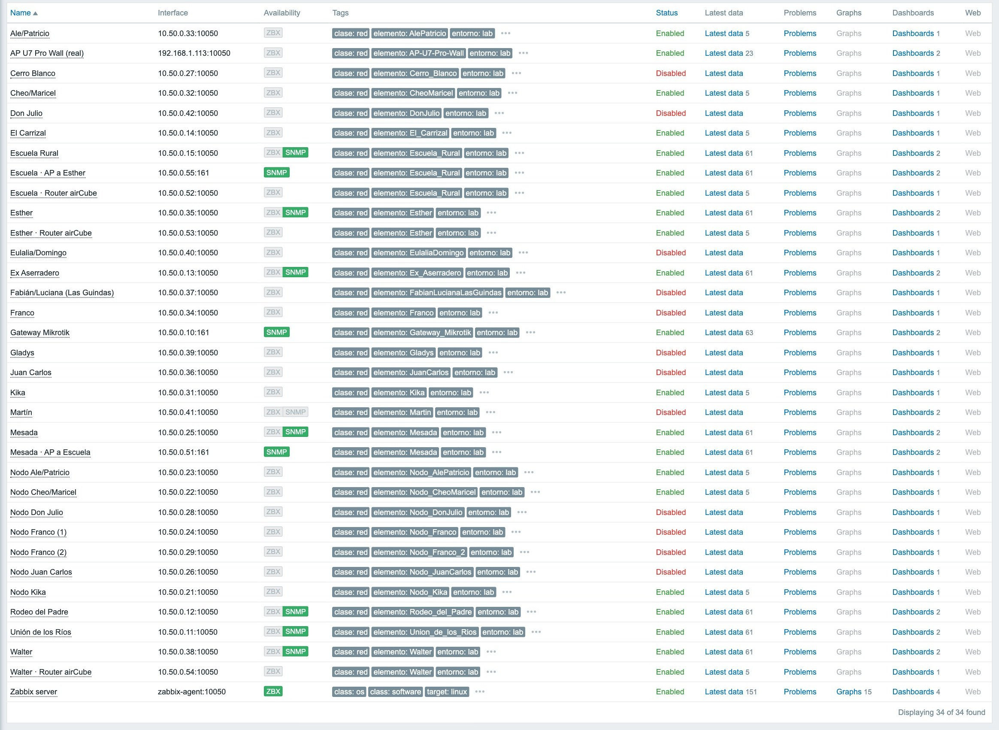 Name Interface Availability Tags Status Latest data Problems Graphs Dashboards Web
Ale/Patricio 10.50.0.33:10050 ZBX clase: red elemento: AlePatricio entorno: lab ••• Enabled Latest data 5 Problems Graphs Dashboards 1 Web
AP U7 Pro Wall (real) 192.168.1.113:10050 ZBX clase: red elemento: AP-U7-Pro-Wall entorno: lab ••• Enabled Latest data 23 Problems Graphs Dashboards 2 Web
Cerro Blanco 10.50.0.27:10050 ZBX clase: red elemento: Cerro_Blanco entorno: lab ••• Disabled Latest data Problems Graphs Dashboards 1 Web
Cheo/Maricel 10.50.0.32:10050 ZBX clase: red elemento: CheoMaricel entorno: lab ••• Enabled Latest data 5 Problems Graphs Dashboards 1 Web
Don Julio 10.50.0.42:10050 ZBX clase: red elemento: DonJulio entorno: lab ••• Disabled Latest data Problems Graphs Dashboards 1 Web
El Carrizal 10.50.0.14:10050 ZBX clase: red elemento: El_Carrizal entorno: lab ••• Enabled Latest data 5 Problems Graphs Dashboards 1 Web
Escuela Rural 10.50.0.15:10050 ZBX SNMP clase: red elemento: Escuela_Rural entorno: lab ••• Enabled Latest data 61 Problems Graphs Dashboards 2 Web
Escuela · AP a Esther 10.50.0.55:161 SNMP clase: red elemento: Escuela_Rural entorno: lab ••• Enabled Latest data 61 Problems Graphs Dashboards 2 Web
Escuela · Router airCube 10.50.0.52:10050 ZBX clase: red elemento: Escuela_Rural entorno: lab ••• Enabled Latest data 5 Problems Graphs Dashboards 1 Web
Esther 10.50.0.35:10050 ZBX SNMP clase: red elemento: Esther entorno: lab ••• Enabled Latest data 61 Problems Graphs Dashboards 2 Web
Esther · Router airCube 10.50.0.53:10050 ZBX clase: red elemento: Esther entorno: lab ••• Enabled Latest data 5 Problems Graphs Dashboards 1 Web
Eulalia/Domingo 10.50.0.40:10050 ZBX clase: red elemento: EulaliaDomingo entorno: lab ••• Disabled Latest data Problems Graphs Dashboards 1 Web
Ex Aserradero 10.50.0.13:10050 ZBX SNMP clase: red elemento: Ex_Aserradero entorno: lab ••• Enabled Latest data 61 Problems Graphs Dashboards 2 Web
Fabián/Luciana (Las Guindas) 10.50.0.37:10050 ZBX clase: red elemento: FabianLucianaLasGuindas entorno: lab ••• Disabled Latest data Problems Graphs Dashboards 1 Web
Franco 10.50.0.34:10050 ZBX clase: red elemento: Franco entorno: lab ••• Disabled Latest data Problems Graphs Dashboards 1 Web
Gateway Mikrotik 10.50.0.10:161 SNMP clase: red elemento: Gateway_Mikrotik entorno: lab ••• Enabled Latest data 63 Problems Graphs Dashboards 2 Web
Gladys 10.50.0.39:10050 ZBX clase: red elemento: Gladys entorno: lab ••• Disabled Latest data Problems Graphs Dashboards 1 Web
Juan Carlos 10.50.0.36:10050 ZBX clase: red elemento: JuanCarlos entorno: lab ••• Disabled Latest data Problems Graphs Dashboards 1 Web
Kika 10.50.0.31:10050 ZBX clase: red elemento: Kika entorno: lab ••• Enabled Latest data 5 Problems Graphs Dashboards 1 Web
Martín 10.50.0.41:10050 ZBX SNMP clase: red elemento: Martin entorno: lab ••• Disabled Latest data Problems Graphs Dashboards 2 Web
Mesada 10.50.0.25:10050 ZBX SNMP clase: red elemento: Mesada entorno: lab ••• Enabled Latest data 61 Problems Graphs Dashboards 2 Web
Mesada · AP a Escuela 10.50.0.51:161 SNMP clase: red elemento: Mesada entorno: lab ••• Enabled Latest data 61 Problems Graphs Dashboards 2 Web
Nodo Ale/Patricio 10.50.0.23:10050 ZBX clase: red elemento: Nodo_AlePatricio entorno: lab ••• Enabled Latest data 5 Problems Graphs Dashboards 1 Web
Nodo Cheo/Maricel 10.50.0.22:10050 ZBX clase: red elemento: Nodo_CheoMaricel entorno: lab ••• Enabled Latest data 5 Problems Graphs Dashboards 1 Web
Nodo Don Julio 10.50.0.28:10050 ZBX clase: red elemento: Nodo_DonJulio entorno: lab ••• Disabled Latest data Problems Graphs Dashboards 1 Web
Nodo Franco (1) 10.50.0.24:10050 ZBX clase: red elemento: Nodo_Franco entorno: lab ••• Disabled Latest data Problems Graphs Dashboards 1 Web
Nodo Franco (2) 10.50.0.29:10050 ZBX clase: red elemento: Nodo_Franco_2 entorno: lab ••• Disabled Latest data Problems Graphs Dashboards 1 Web
Nodo Juan Carlos 10.50.0.26:10050 ZBX clase: red elemento: Nodo_JuanCarlos entorno: lab ••• Disabled Latest data Problems Graphs Dashboards 1 Web
Nodo Kika 10.50.0.21:10050 ZBX clase: red elemento: Nodo_Kika entorno: lab ••• Enabled Latest data 5 Problems Graphs Dashboards 1 Web
Rodeo del Padre 10.50.0.12:10050 ZBX SNMP clase: red elemento: Rodeo_del_Padre entorno: lab ••• Enabled Latest data 61 Problems Graphs Dashboards 2 Web
Unión de los Ríos 10.50.0.11:10050 ZBX SNMP clase: red elemento: Union_de_los_Rios entorno: lab ••• Enabled Latest data 61 Problems Graphs Dashboards 2 Web
Walter 10.50.0.38:10050 ZBX SNMP clase: red elemento: Walter entorno: lab ••• Enabled Latest data 61 Problems Graphs Dashboards 2 Web
Walter · Router airCube 10.50.0.54:10050 ZBX clase: red elemento: Walter entorno: lab ••• Enabled Latest data 5 Problems Graphs Dashboards 1 Web
Zabbix server zabbix-agent:10050 ZBX class: os class: software target: linux ••• Enabled Latest data 151 Problems Graphs 15 Dashboards 4 Web
Displaying 34 of 34 found